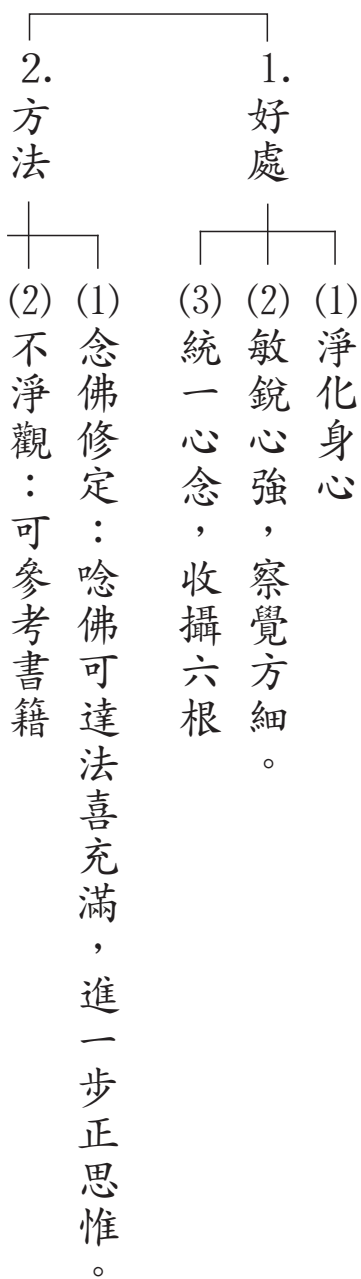 1.好處
(1)淨化身心
(2)敏銳心強，察覺方細。
(3)統一心念，收攝六根
2.方法
(1)念佛修定：唸佛可達法喜充滿，進一步正思惟。
(2)不淨觀：可參考書籍